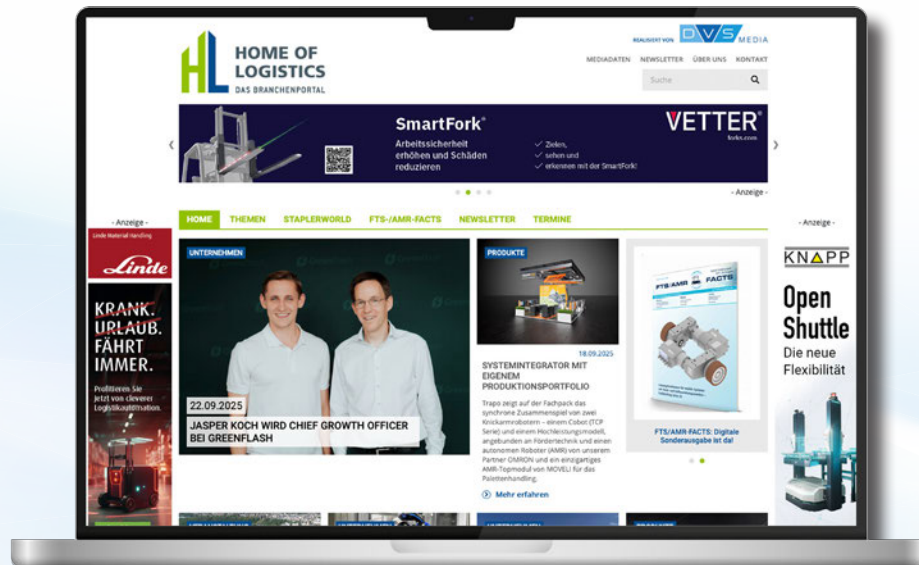 HL
HOME OF
LOGISTICS
DAS BRANCHENPORTAL
REALISIERT VON DVS MEDIA
MEDIADATEN NEWSLETTER ÜBER UNS KONTAKT
Suche
SmartFork®
Arbeitssicherheit
erhöhen und Schäden
reduzieren
✓ Zielen,
✓ sehen und
✓ erkennen mit der SmartFork!
VETTER®
forks.com
- Anzeige -
- Anzeige -
Linde Material Handling
Linde
KRANK.
URLAUB.
FÄHRT
IMMER.
Profitieren Sie
jetzt von cleverer
Logistikautomation.
HOME THEMEN STAPLERWORLD FTS-/AMR-FACTS NEWSLETTER TERMINE
UNTERNEHMEN
22.09.2025
JASPER KOCH WIRD CHIEF GROWTH OFFICER
BEI GREENFLASH
PRODUKTE
18.09.2025
SYSTEMINTEGRATOR MIT
EIGENEM
PRODUKTIONSPORTFOLIO
Trapo zeigt auf der Fachpack das
synchrone Zusammenspiel von zwei
Knickarmrobotern – einem Cobot (TCP
Serie) und einem Hochleistungsmodell,
angebunden an Fördertechnik und einen
autonomen Roboter (AMR) von unserem
Partner OMRON und ein einzigartiges
AMR-Topmodul von MOVELI für das
Palettenhandling.
Mehr erfahren
FTS/AMR FACTS
FTS/AMR-FACTS: Digitale
Sonderausgabe ist da!
- Anzeige -
KNAPP
Open
Shuttle
Die neue
Flexibilität
VERANSTALTUNG
UNTERNEHMEN
UNTERNEHMEN
PRODUKTE